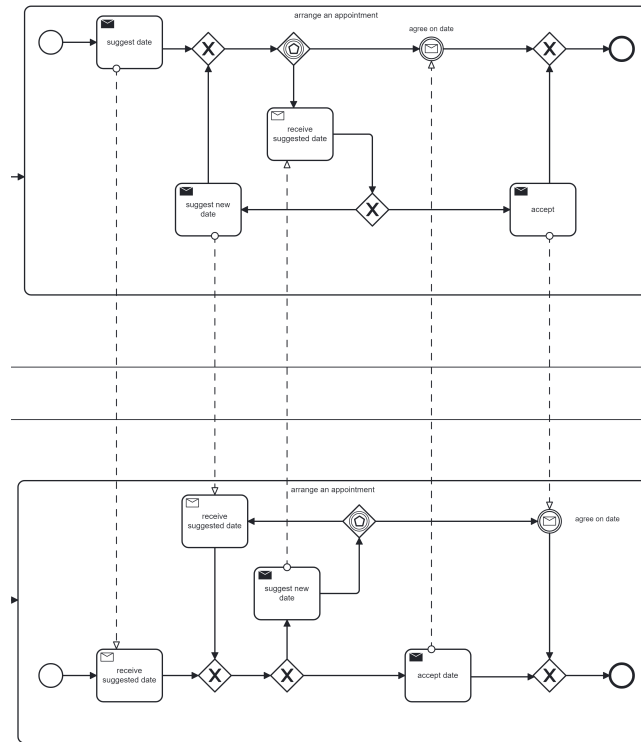 arrange an appointment
suggest date
agree on date
receive
suggested date
suggest new
date
accept
arrange an appointment
receive
suggested date
agree on date
suggest new
date
receive
suggested date
accept date